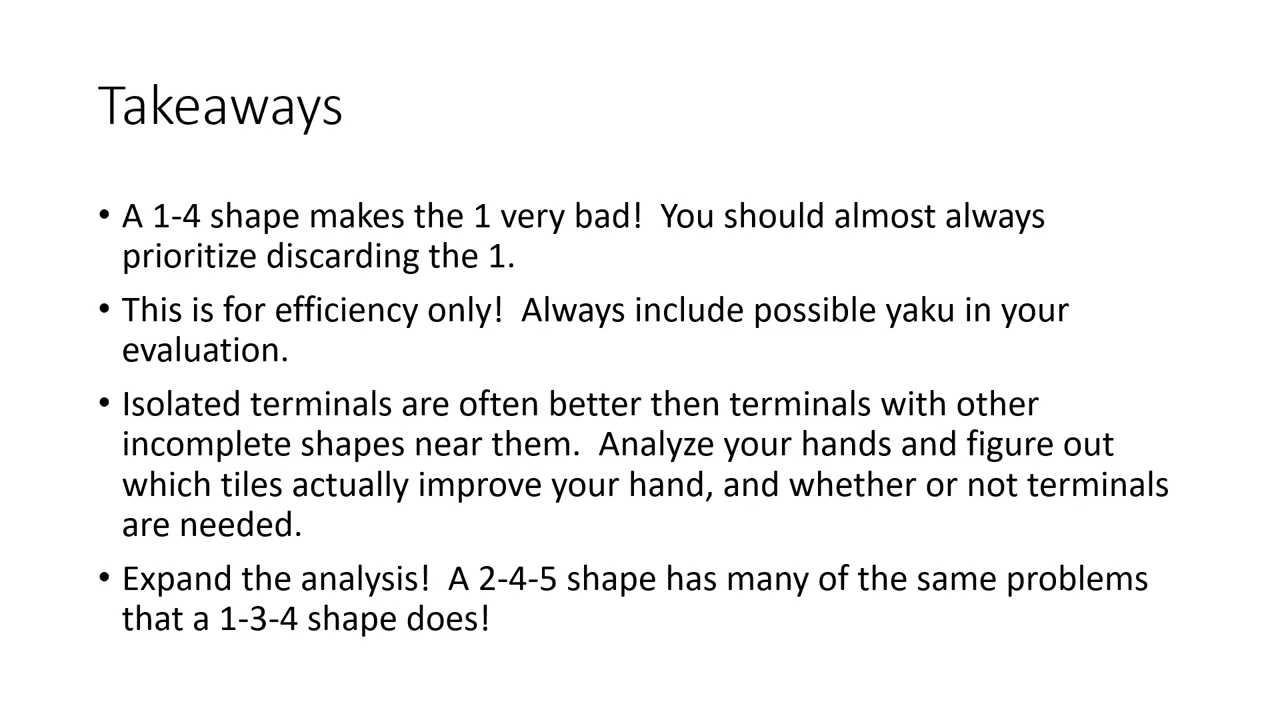 Takeaways
• A 1-4 shape makes the 1 very bad!  You should almost always
prioritize discarding the 1.
• This is for efficiency only!  Always include possible yaku in your
evaluation.
• Isolated terminals are often better then terminals with other
incomplete shapes near them.  Analyze your hands and figure out
which tiles actually improve your hand, and whether or not terminals
are needed.
• Expand the analysis!  A 2-4-5 shape has many of the same problems
that a 1-3-4 shape does!